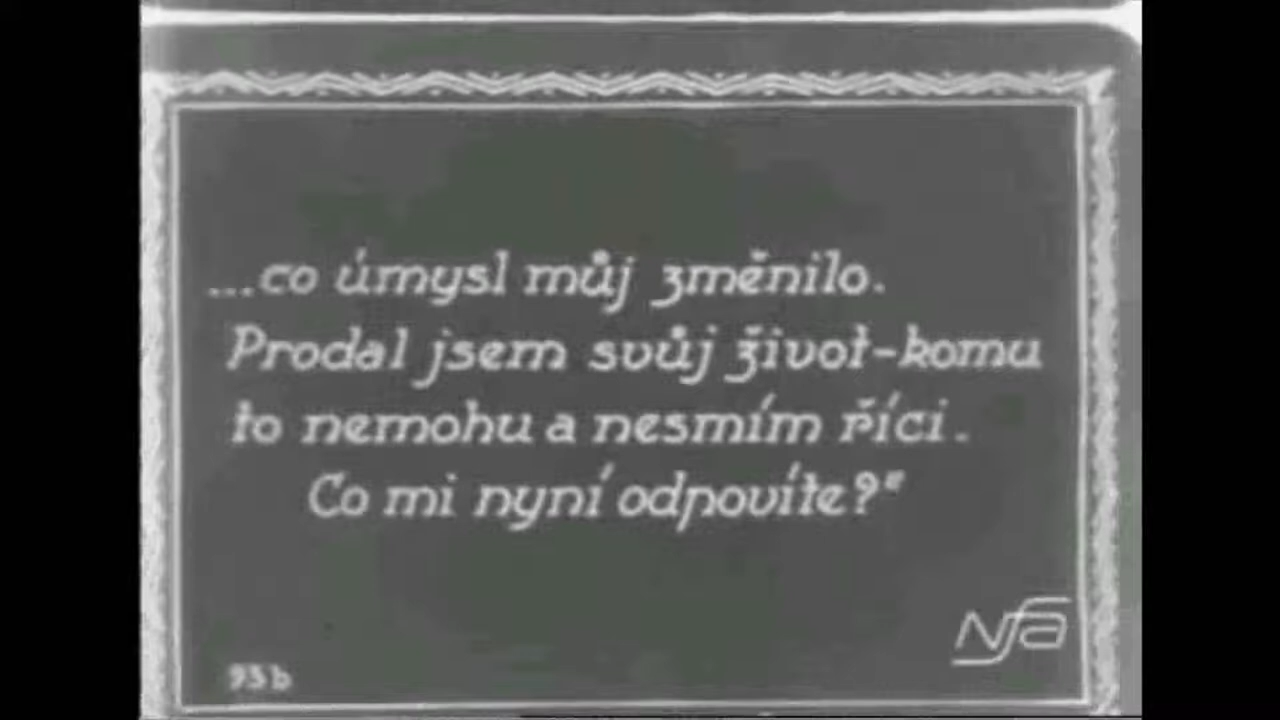 ...co úmysl můj změnilo.
Prodal jsem svůj život-komu
to nemohu a nesmím říci.
Co mi nyní odpovíte?"
nfa
93b